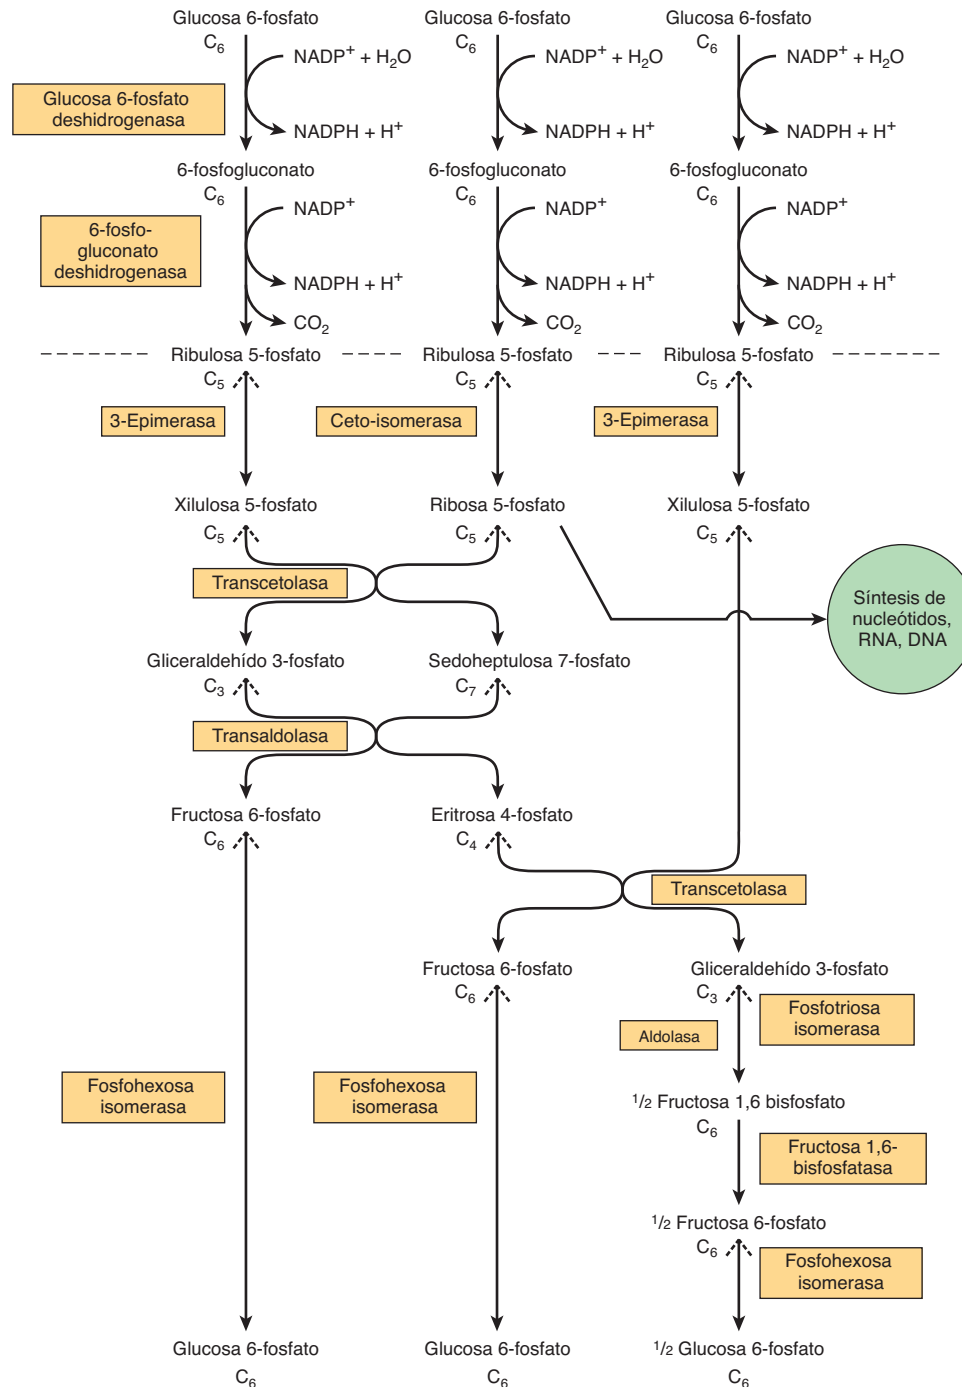 Glucosa 6-fosfato Glucosa 6-fosfato Glucosa 6-fosfato
C6 C6 C6
NADP+ + H2O NADP+ + H2O NADP+ + H2O
Glucosa 6-fosfato
deshidrogenasa
NADPH + H+ NADPH + H+ NADPH + H+
6-fosfogluconato 6-fosfogluconato 6-fosfogluconato
C6 C6 C6
NADP+ NADP+ NADP+
6-fosfo-
gluconato
deshidrogenasa
NADPH + H+ NADPH + H+ NADPH + H+
CO2 CO2 CO2
Ribulosa 5-fosfato Ribulosa 5-fosfato Ribulosa 5-fosfato
C5 C5 C5
3-Epimerasa Ceto-isomerasa 3-Epimerasa
Xilulosa 5-fosfato Ribosa 5-fosfato Xilulosa 5-fosfato
C5 C5 C5
Transcetolasa
Síntesis de
nucleótidos,
RNA, DNA
Gliceraldehído 3-fosfato Sedoheptulosa 7-fosfato
C3 C7
Transaldolasa
Fructosa 6-fosfato Eritrosa 4-fosfato
C6 C4
Transcetolasa
Fructosa 6-fosfato Gliceraldehído 3-fosfato
C6 C3
Fosfotriosa
isomerasa
Aldolasa
Fosfohexosa Fosfohexosa
isomerasa isomerasa
1/2 Fructosa 1,6 bisfosfato
C6
Fructosa 1,6-
bisfosfatasa
1/2 Fructosa 6-fosfato
C6
Fosfohexosa
isomerasa
Glucosa 6-fosfato Glucosa 6-fosfato 1/2 Glucosa 6-fosfato
C6 C6 C6